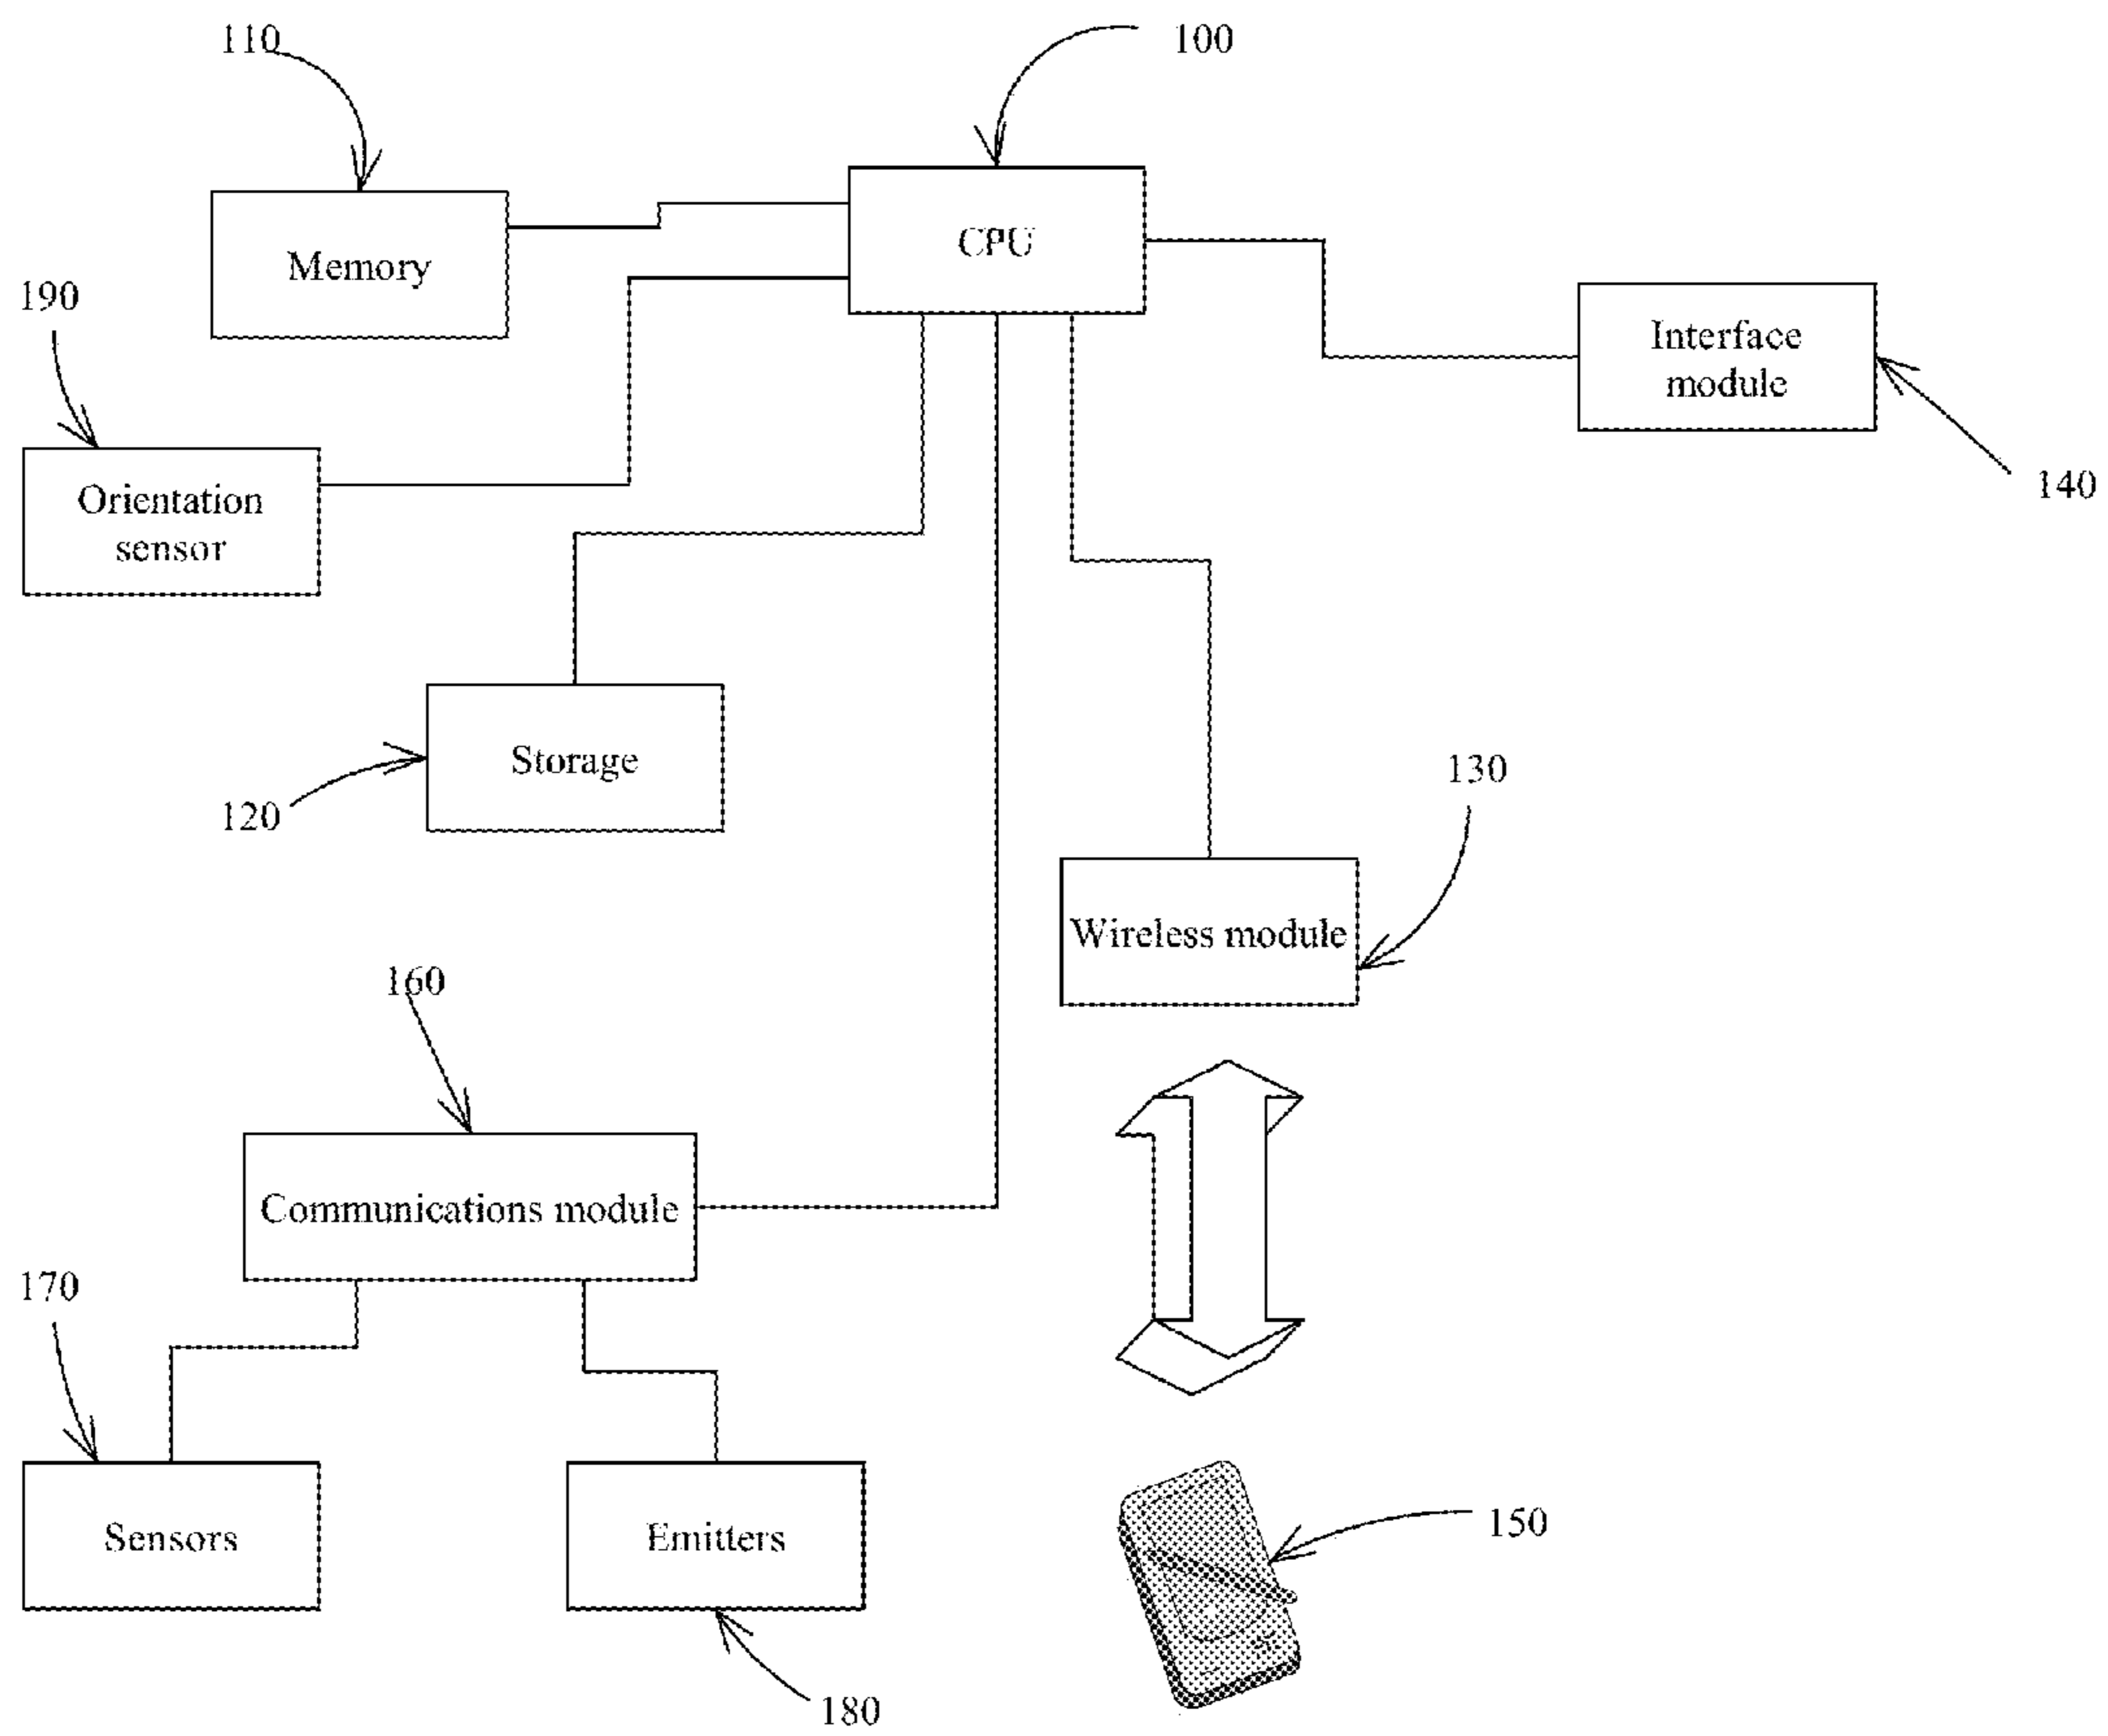 110
100
CPU
Memory
190
Interface
module
140
Orientation
sensor
Storage
120
130
Wireless module
160
Communications module
170
Sensors
Emitters
150
180